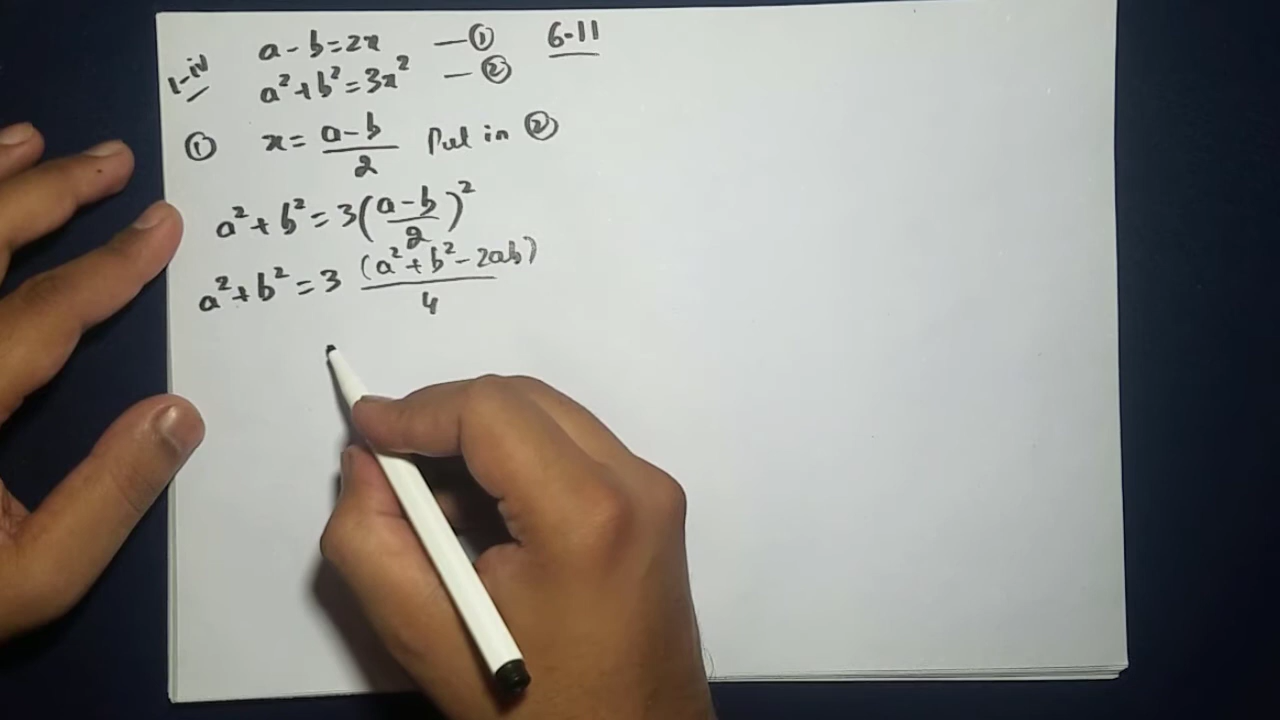 1-iv a - b = 2x — ① 6.11
a² + b² = 3x² — ②
① x = (a - b)/2 Put in ②
a² + b² = 3((a - b)/2)²
a² + b² = 3 (a² + b² - 2ab)/4